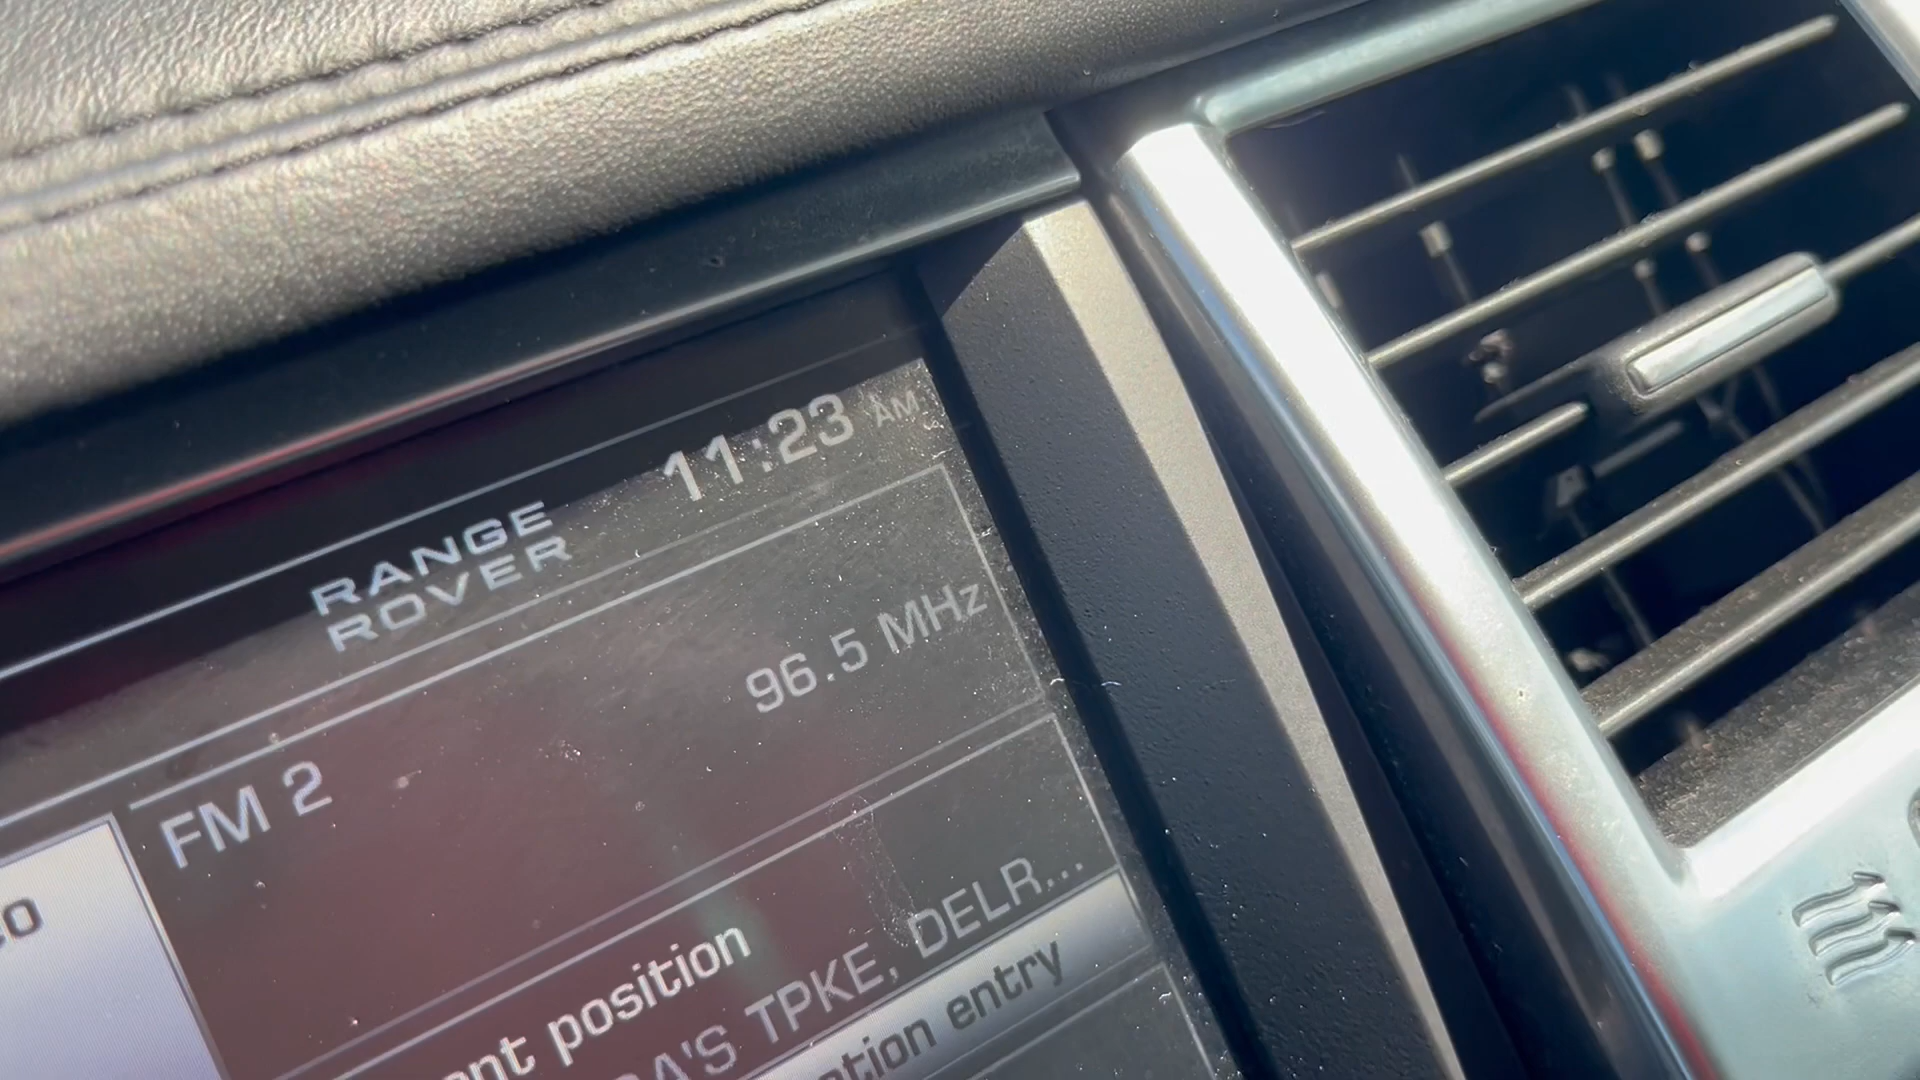 11:23 AM
RANGE
ROVER
96.5 MHz
FM 2
position
TPKE, DELR...
entry